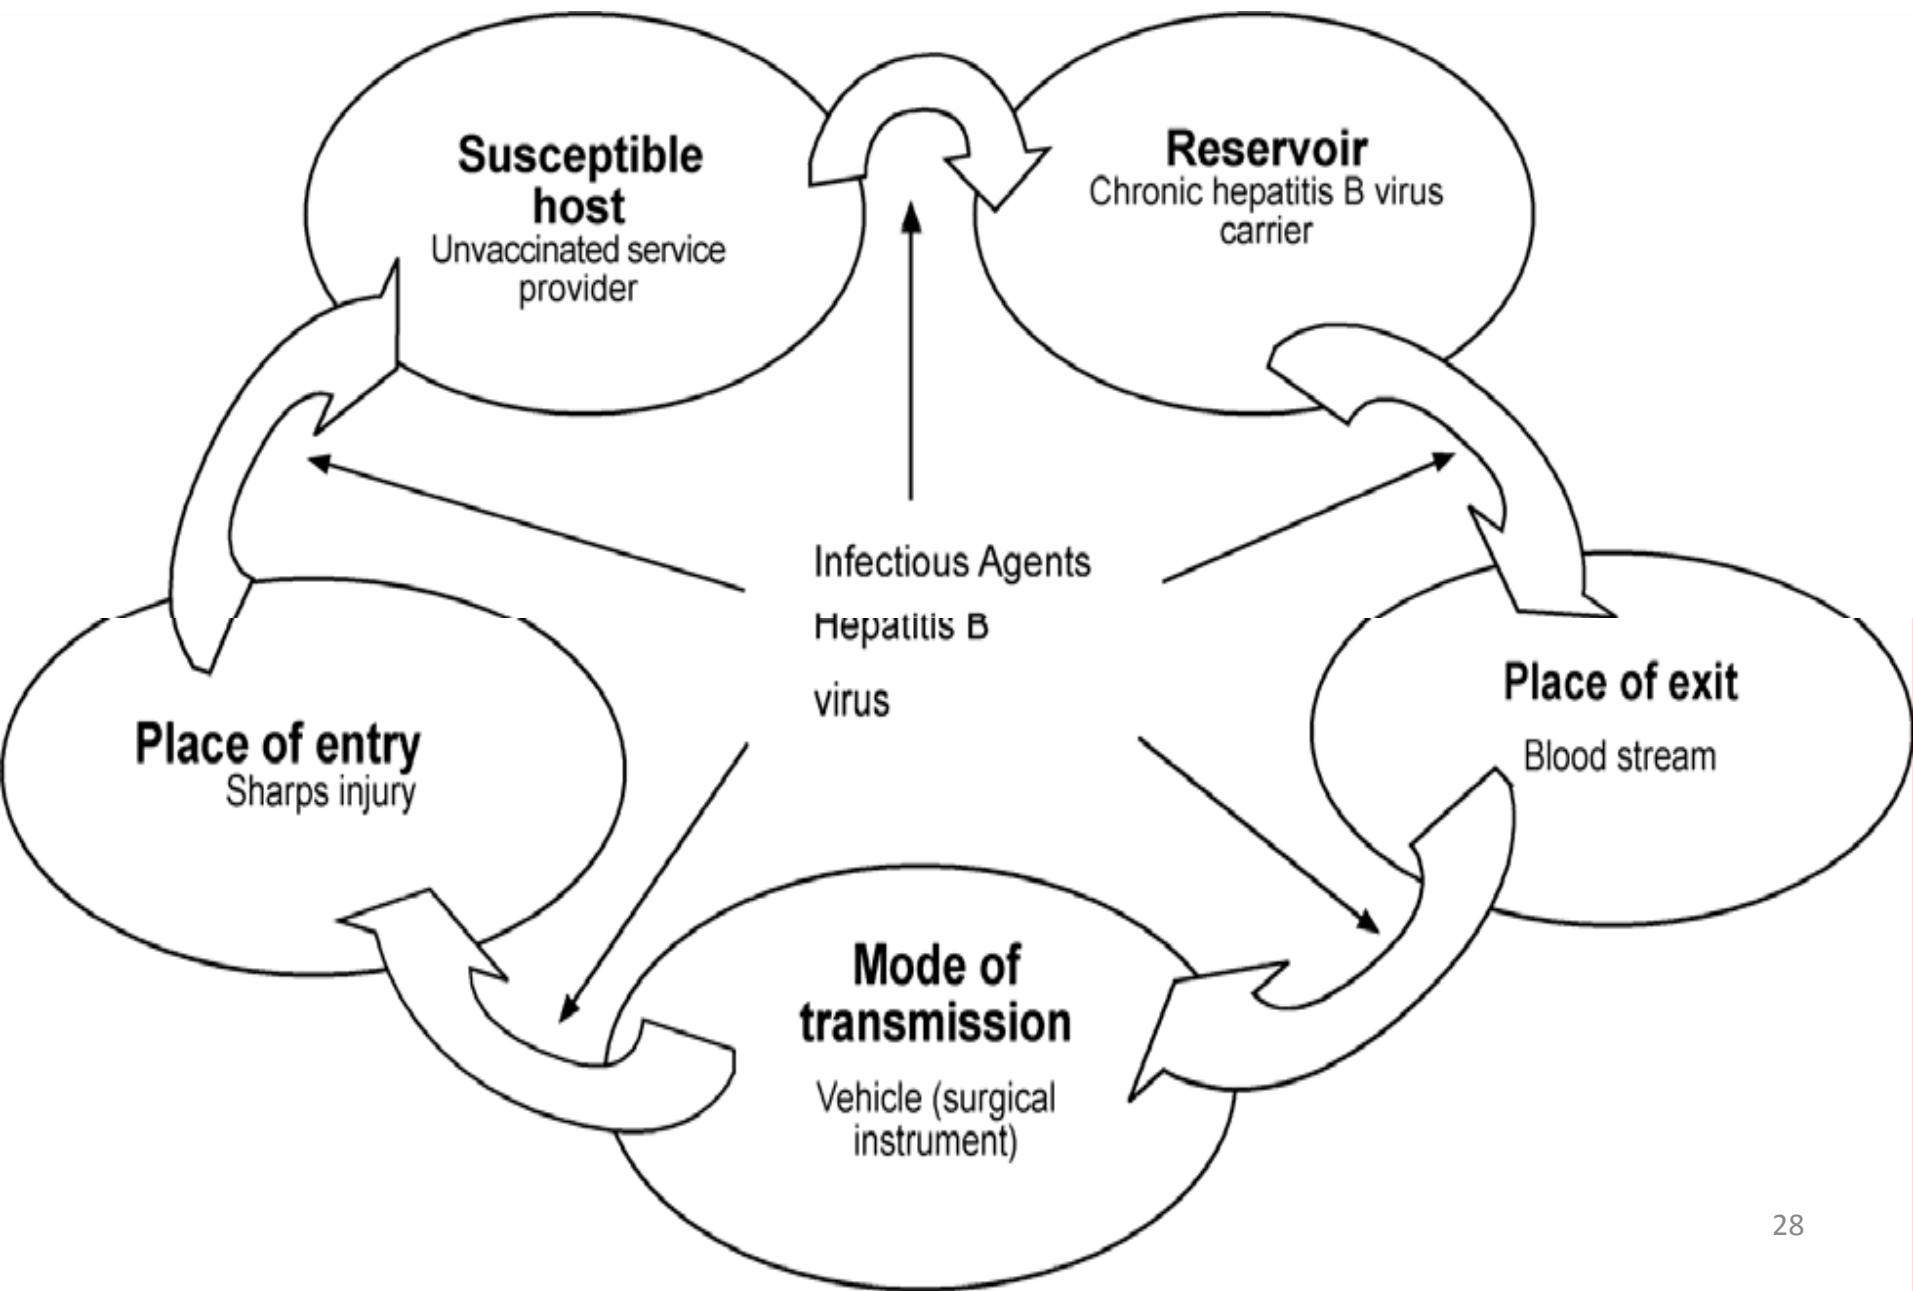 Susceptible
host
Unvaccinated service
provider
Reservoir
Chronic hepatitis B virus
carrier
Infectious Agents
Hepatitis B
virus
Place of exit
Blood stream
Place of entry
Sharps injury
Mode of
transmission
Vehicle (surgical
instrument)
28